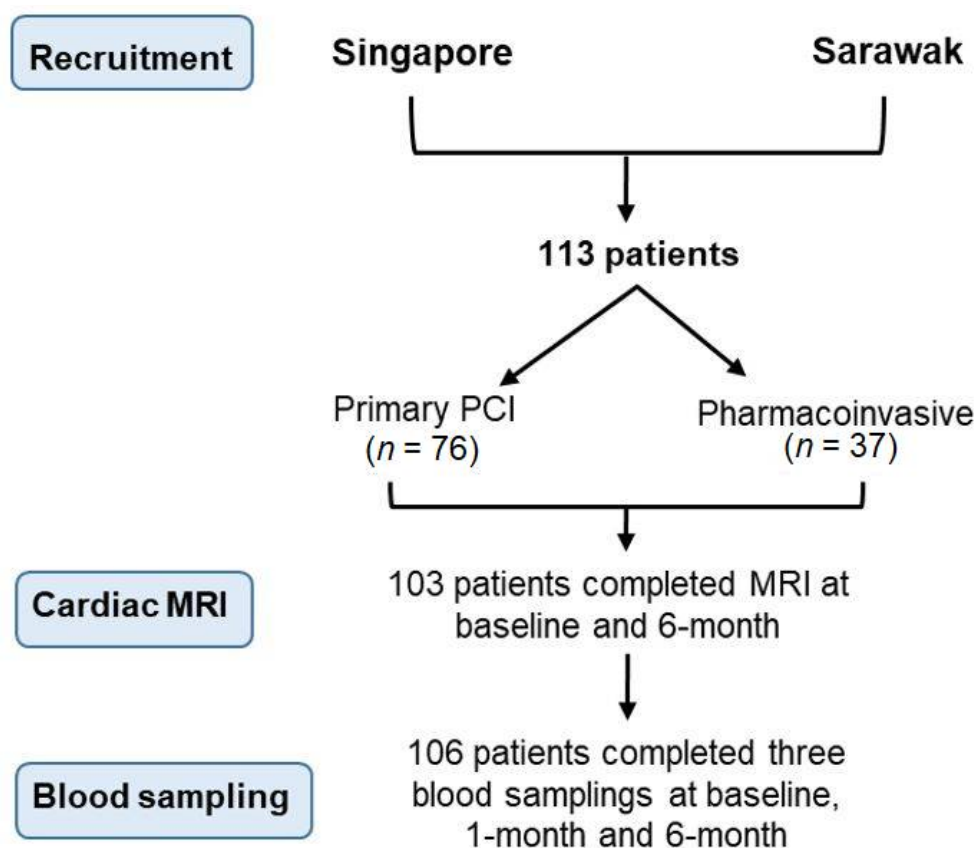 Recruitment
Singapore
Sarawak
113 patients
Primary PCI
(n = 76)
Pharmacoinvasive
(n = 37)
Cardiac MRI
103 patients completed MRI at
baseline and 6-month
Blood sampling
106 patients completed three
blood samplings at baseline,
1-month and 6-month